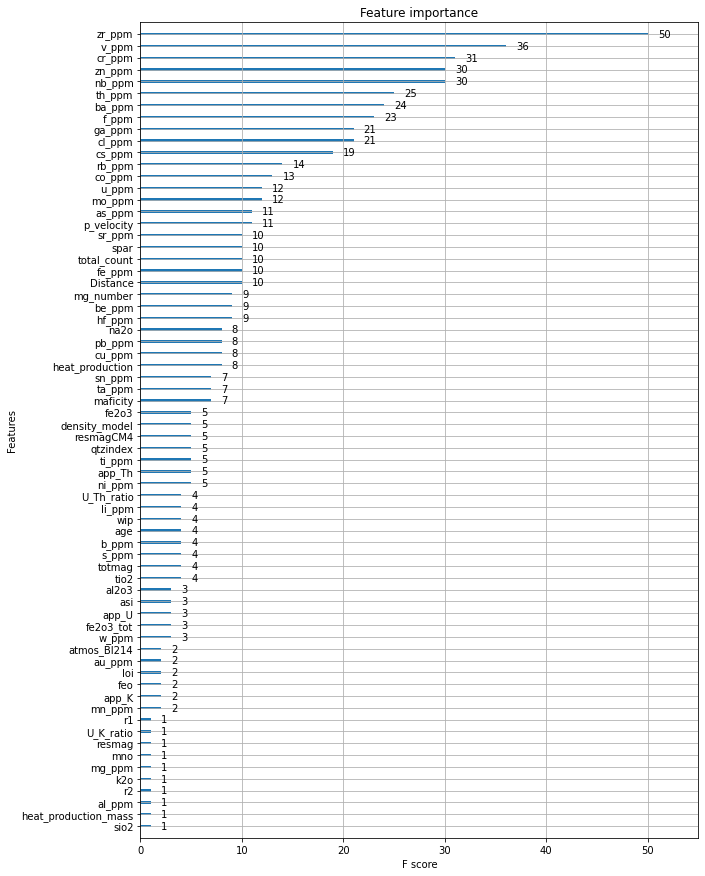 Feature importance
zr_ppm 50
v_ppm 36
cr_ppm 31
zn_ppm 30
nb_ppm 30
th_ppm 25
ba_ppm 24
f_ppm 23
ga_ppm 21
cl_ppm 21
cs_ppm 19
rb_ppm 14
co_ppm 13
u_ppm 12
mo_ppm 12
as_ppm 11
p_velocity 11
sr_ppm 10
spar 10
total_count 10
fe_ppm 10
Distance 10
mg_number 9
be_ppm 9
hf_ppm 9
na2o 8
pb_ppm 8
cu_ppm 8
heat_production 8
sn_ppm 7
ta_ppm 7
maficity 7
fe2o3 5
density_model 5
resmagCM4 5
qtzindex 5
ti_ppm 5
app_Th 5
ni_ppm 5
U_Th_ratio 4
li_ppm 4
wip 4
age 4
b_ppm 4
s_ppm 4
totmag 4
tio2 4
al2o3 3
asi 3
app_U 3
fe2o3_tot 3
w_ppm 3
atmos_BI214 2
au_ppm 2
loi 2
feo 2
app_K 2
mn_ppm 2
r1 1
U_K_ratio 1
resmag 1
mno 1
mg_ppm 1
k2o 1
r2 1
al_ppm 1
heat_production_mass 1
sio2 1
0 10 20 30 40 50
F score
Features